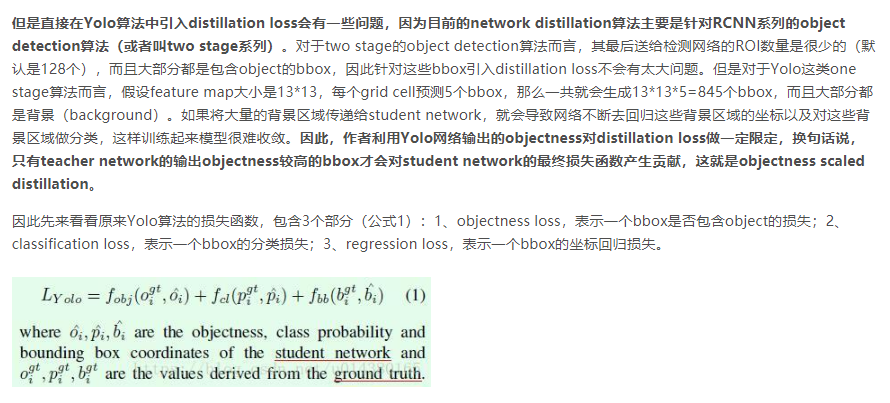 但是直接在Yolo算法中引入distillation loss会有一些问题，因为目前的network distillation算法主要是针对RCNN系列的object
detection算法（或者叫two stage系列）。对于two stage的object detection算法而言，其最后送给检测网络的ROI数量是很少的（默
认是128个），而且大部分都是包含object的bbox，因此针对这些bbox引入distillation loss不会有太大问题。但是对于Yolo这类one
stage算法而言，假设feature map大小是13*13，每个grid cell预测5个bbox，那么一共就会生成13*13*5=845个bbox，而且大部分都
是背景（background）。如果将大量的背景区域传递给student network，就会导致网络不断去回归这些背景区域的坐标以及对这些背
景区域做分类，这样训练起来模型很难收敛。因此，作者利用Yolo网络输出的objectness对distillation loss做一定限定，换句话说，
只有teacher network的输出objectness较高的bbox才会对student network的最终损失函数产生贡献，这就是objectness scaled
distillation。
因此先来看看原来Yolo算法的损失函数，包含3个部分（公式1）：1、objectness loss，表示一个bbox是否包含object的损失；2、
classification loss，表示一个bbox的分类损失；3、regression loss，表示一个bbox的坐标回归损失。
L_{Yolo} = f_{obj}(o_i^{gt}, \hat{o}_i) + f_{cl}(p_i^{gt}, \hat{p}_i) + f_{bb}(b_i^{gt}, \hat{b}_i) (1)
where \hat{o}_i, \hat{p}_i, \hat{b}_i are the objectness, class probability and
bounding box coordinates of the student network and
o_i^{gt}, p_i^{gt}, b_i^{gt} are the values derived from the ground truth.